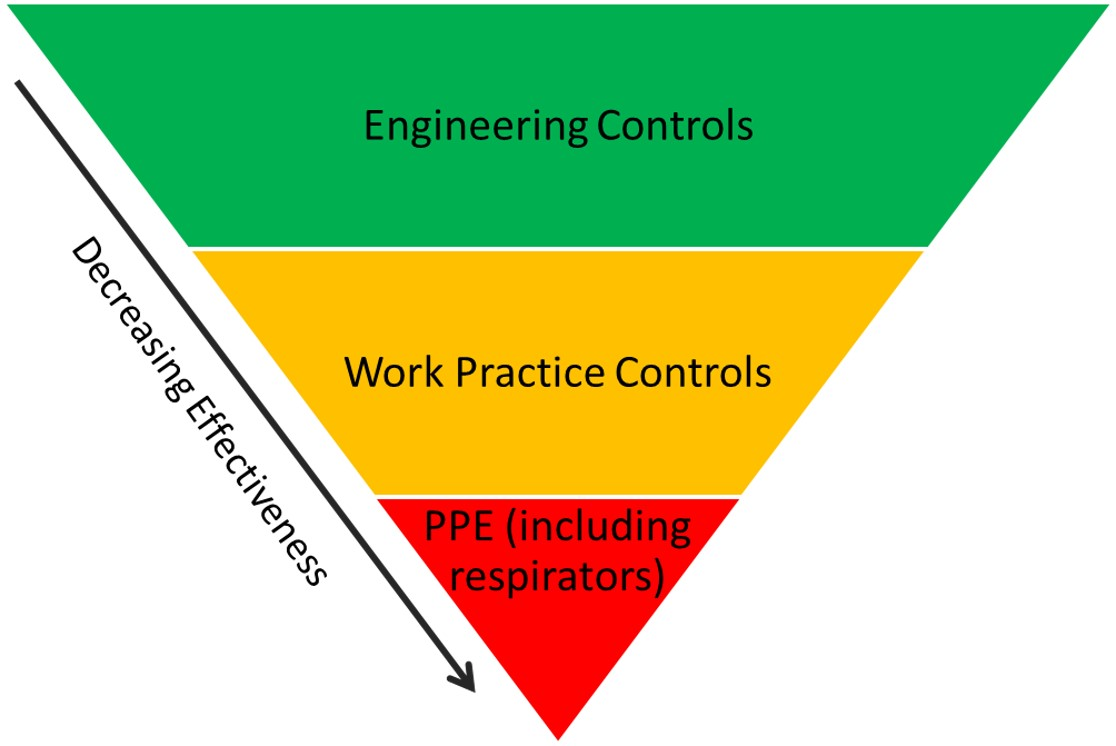 Engineering Controls
Decreasing Effectiveness
Work Practice Controls
PPE (including
respirators)